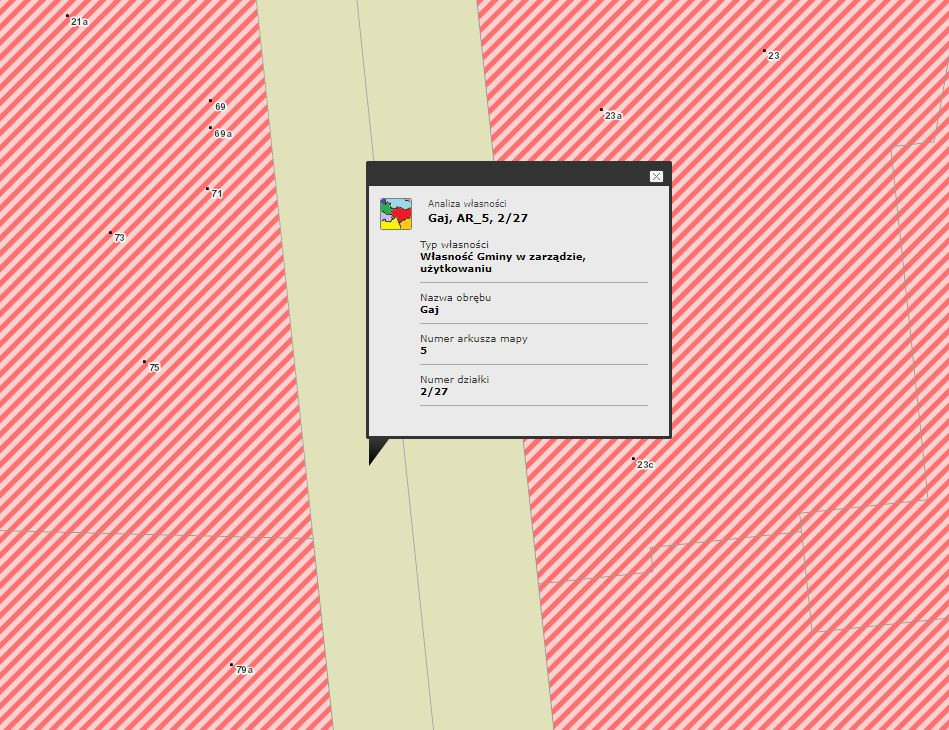 21a
23
69
23a
69a
71
73
Analiza własności
Gaj, AR_5, 2/27
Typ własności
Własność Gminy w zarządzie,
użytkowaniu
Nazwa obrębu
Gaj
Numer arkusza mapy
5
Numer działki
2/27
75
23c
79a